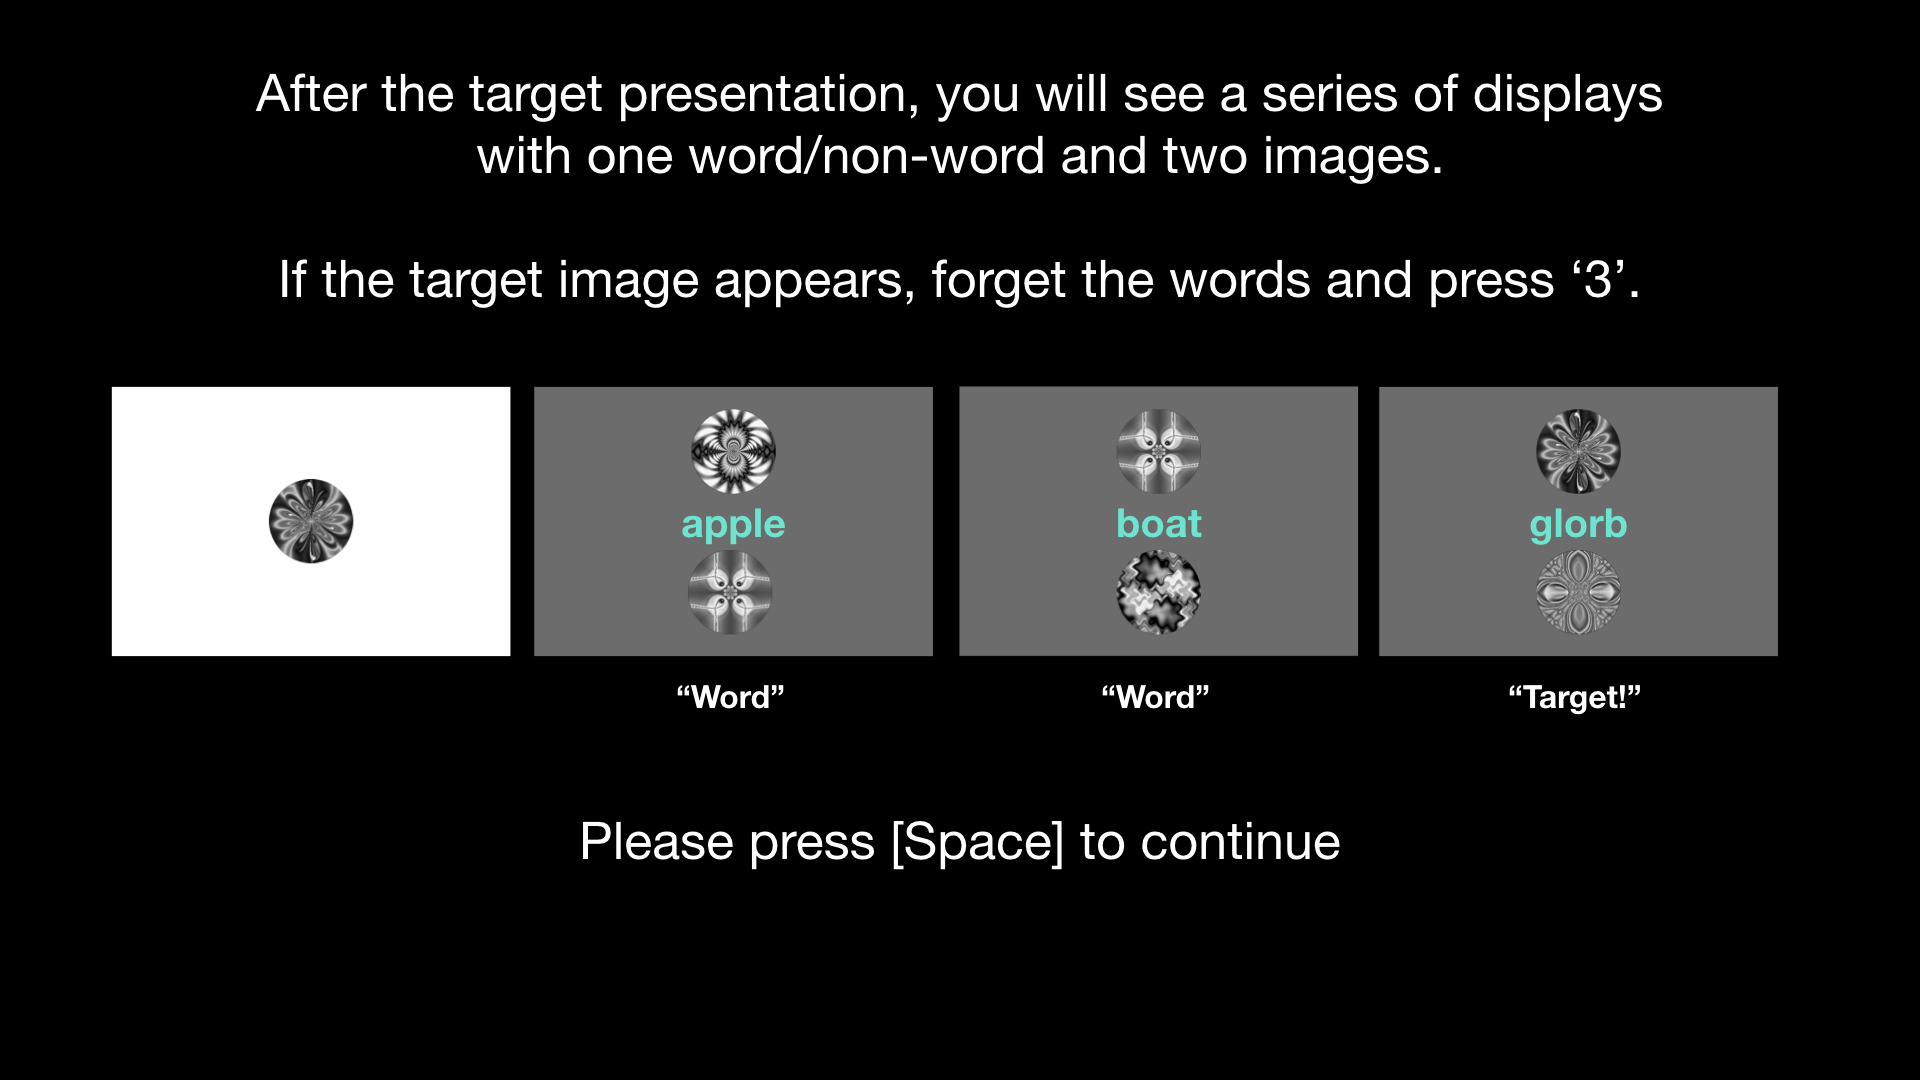 After the target presentation, you will see a series of displays
with one word/non-word and two images.
If the target image appears, forget the words and press ‘3’.
apple
boat
glorb
“Word”
“Word”
“Target!”
Please press [Space] to continue